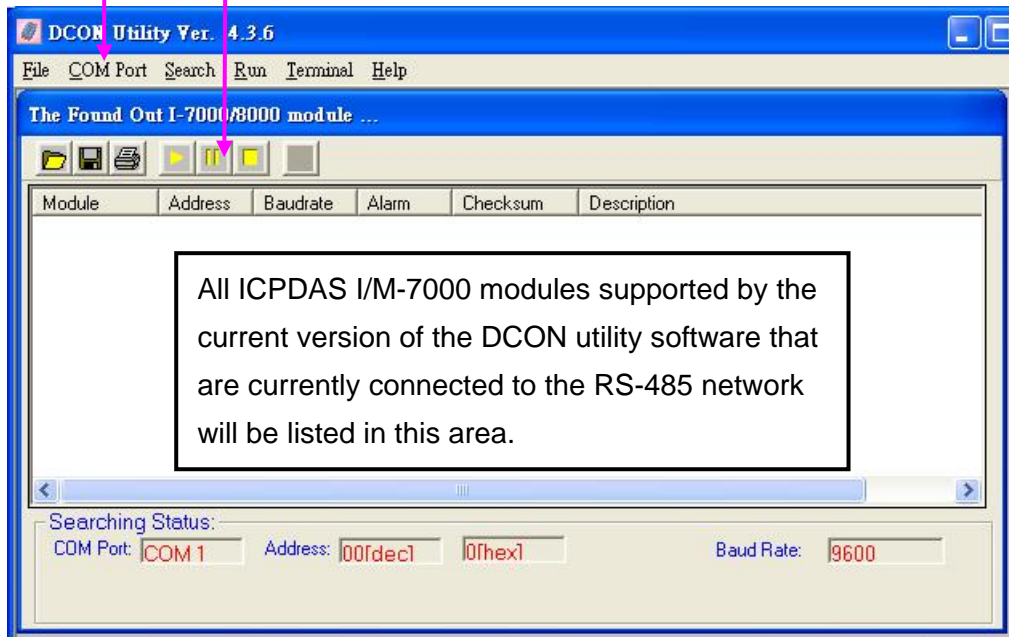 DCON Utility Ver. 4.3.6
File COM Port Search Run Terminal Help
The Found Out I-7000/8000 module ...
Module Address Baudrate Alarm Checksum Description
All ICPDAS I/M-7000 modules supported by the
current version of the DCON utility software that
are currently connected to the RS-485 network
will be listed in this area.
Searching Status:
COM Port: COM 1 Address: 00[dec] 0[hex] Baud Rate: 9600